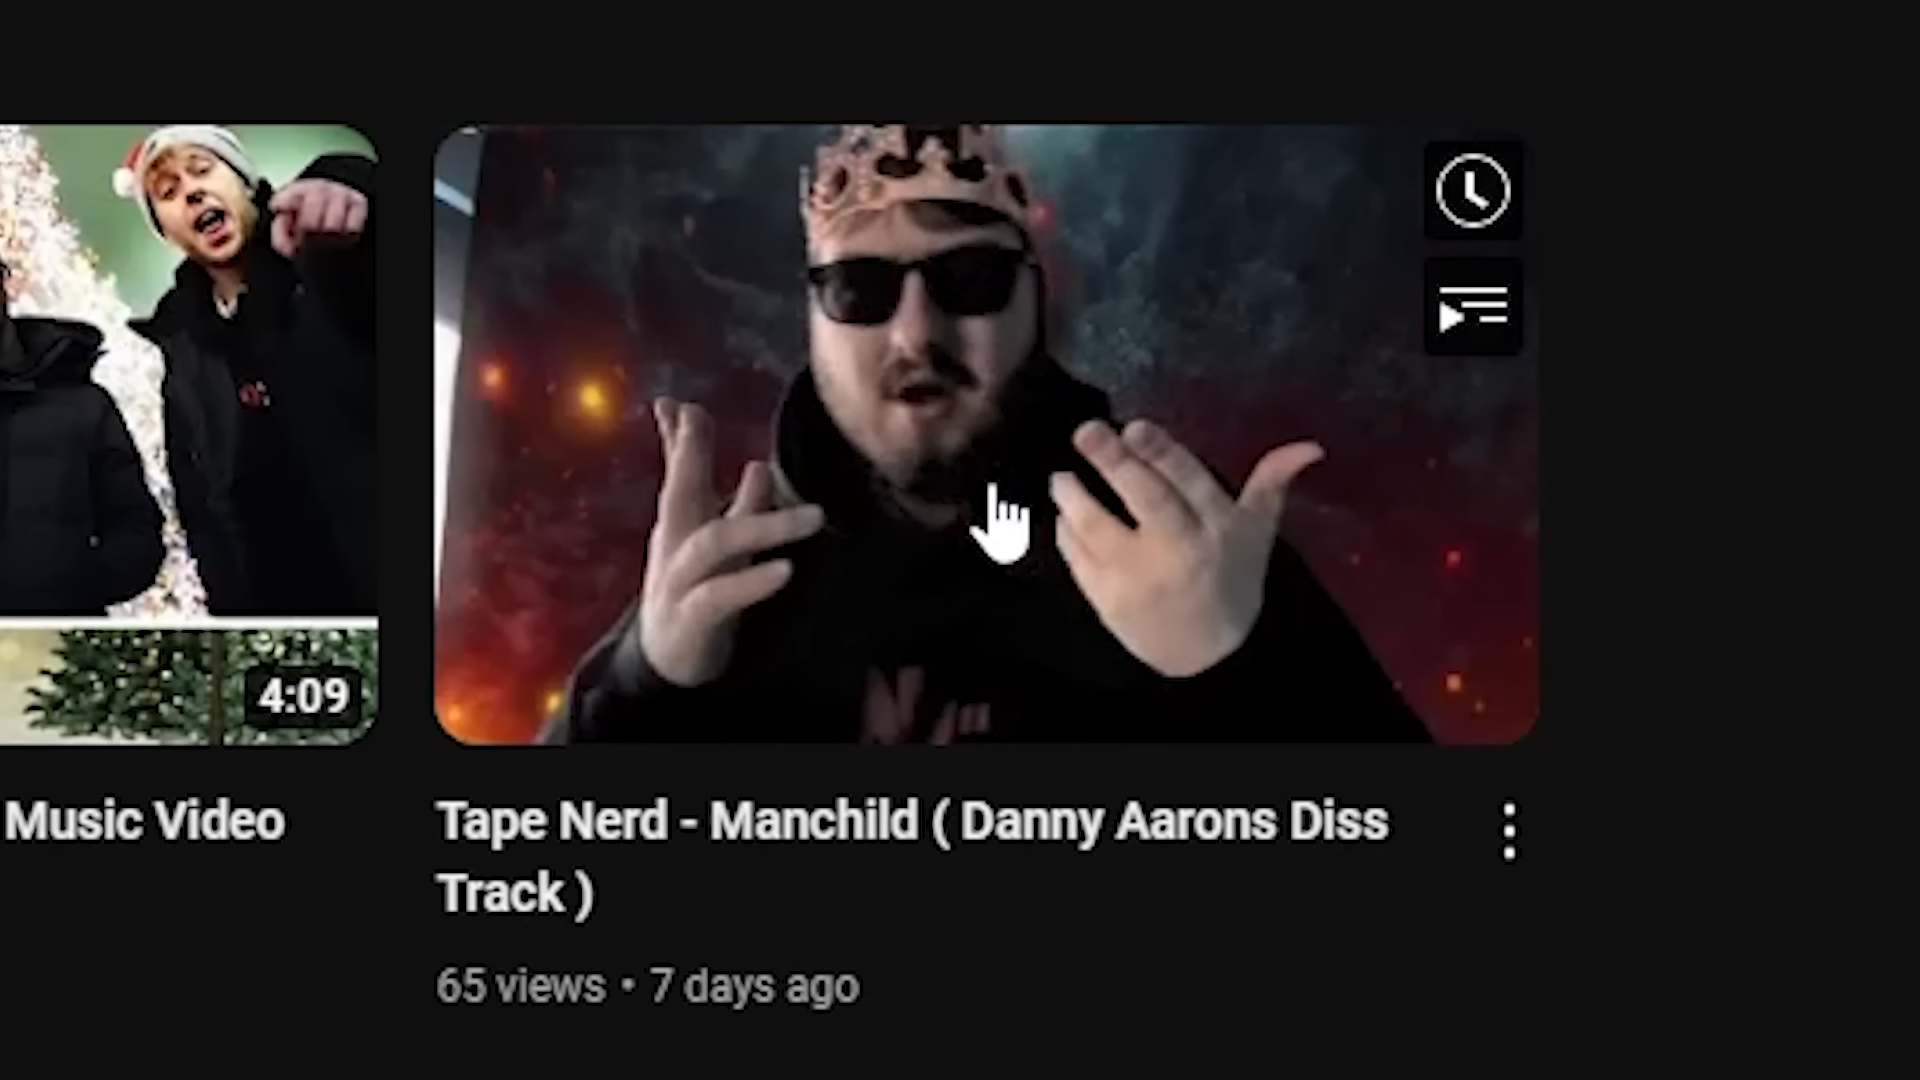 4:09
Music Video
Tape Nerd - Manchild ( Danny Aarons Diss
Track )
65 views • 7 days ago